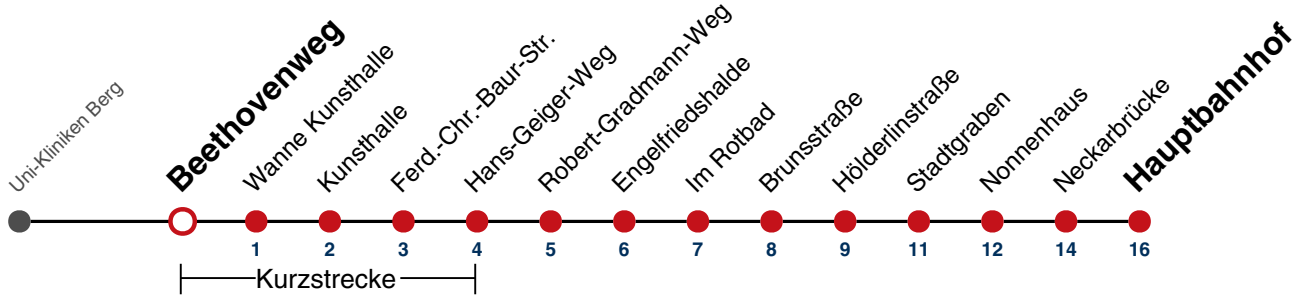 Uni-Kliniken Berg
Beethovenweg
Wanne Kunsthalle
Kunsthalle
Ferd.-Chr.-Baur-Str.
Hans-Geiger-Weg
Robert-Gradmann-Weg
Engelfriedshalde
Im Rotbad
Brunsstraße
Hölderlinstraße
Stadtgraben
Nonnenhaus
Neckarbrücke
Hauptbahnhof
1 2 3 4 5 6 7 8 9 11 12 14 16
Kurzstrecke